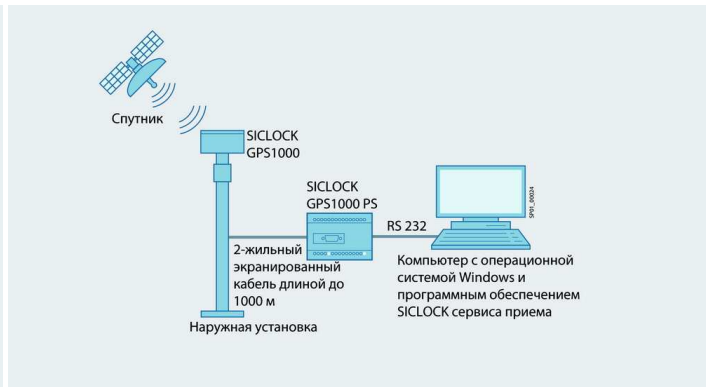 Спутник
SICLOCK
GPS1000
SICLOCK
GPS1000 PS
RS 232
SP01_00024
2-жильный
экранированный
кабель длиной до
1000 м
Наружная установка
Компьютер с операционной
системой Windows и
программным обеспечением
SICLOCK сервиса приема